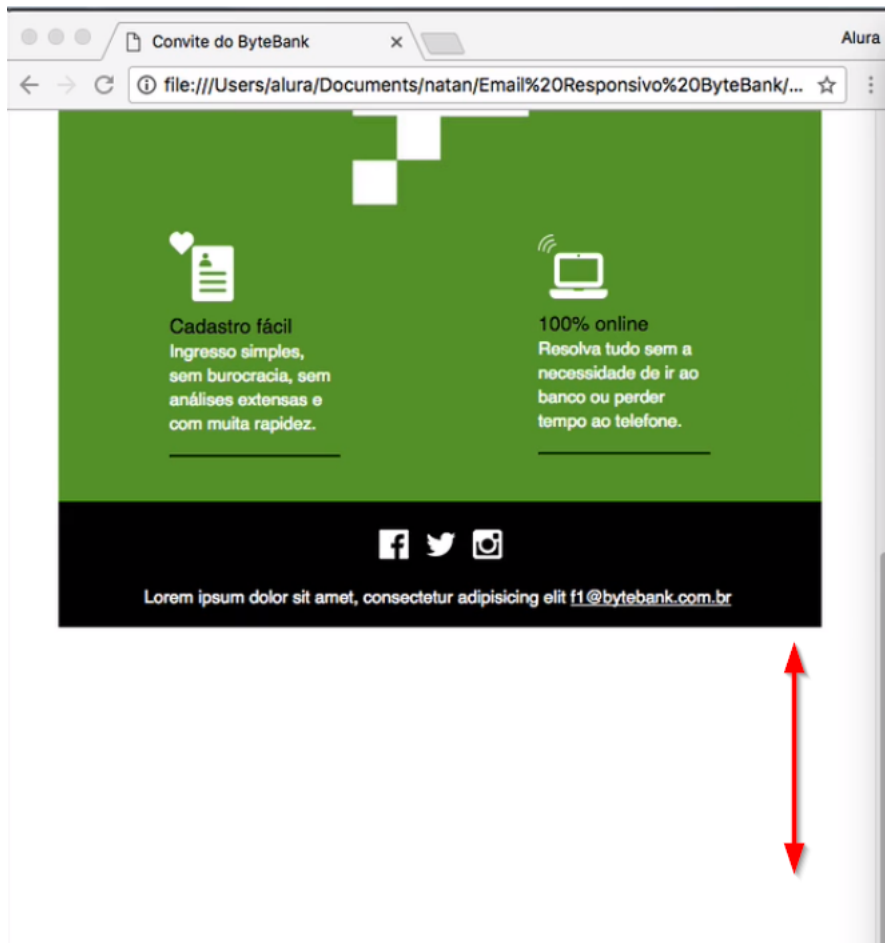 Convite do ByteBank
Alura
file:///Users/alura/Documents/natan/Email%20Responsivo%20ByteBank/...
Cadastro fácil
Ingresso simples,
sem burocracia, sem
análises extensas e
com muita rapidez.
100% online
Resolva tudo sem a
necessidade de ir ao
banco ou perder
tempo ao telefone.
Lorem ipsum dolor sit amet, consectetur adipisicing elit f1@bytebank.com.br